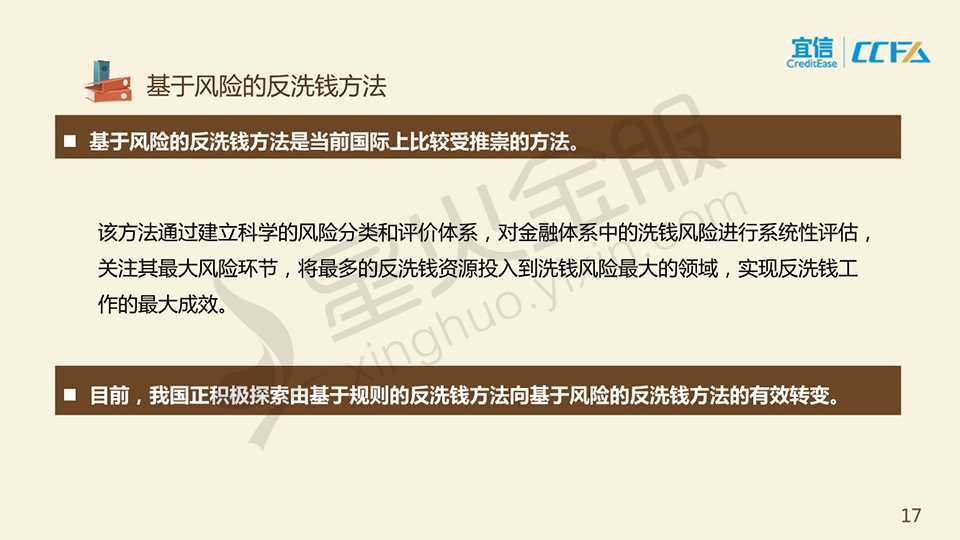 宜信
CreditEase
CCFA
基于风险的反洗钱方法
■ 基于风险的反洗钱方法是当前国际上比较受推崇的方法。
该方法通过建立科学的风险分类和评价体系，对金融体系中的洗钱风险进行系统性评估，
关注其最大风险环节，将最多的反洗钱资源投入到洗钱风险最大的领域，实现反洗钱工
作的最大成效。
星火金服
xinghuo.yixin.com
■ 目前，我国正积极探索由基于规则的反洗钱方法向基于风险的反洗钱方法的有效转变。
17